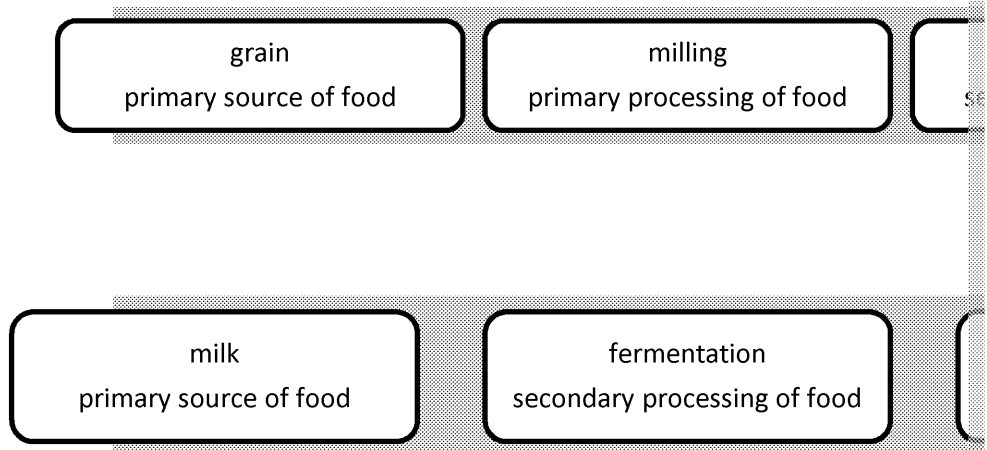 grain
primary source of food
milling
primary processing of food
milk
primary source of food
fermentation
secondary processing of food